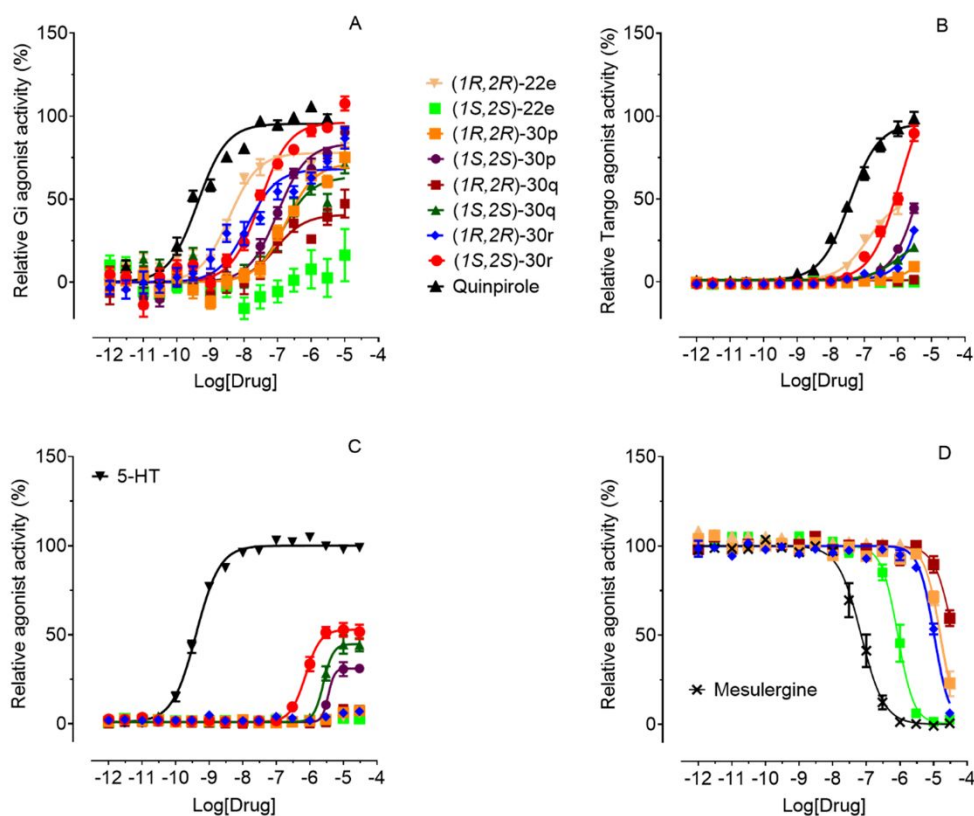 A
150
100
50
0
Relative Gi agonist activity (%)
-12 -11 -10 -9 -8 -7 -6 -5 -4
Log[Drug]
(1R,2R)-22e
(1S,2S)-22e
(1R,2R)-30p
(1S,2S)-30p
(1R,2R)-30q
(1S,2S)-30q
(1R,2R)-30r
(1S,2S)-30r
Quinpirole
B
150
100
50
0
Relative Tango agonist activity (%)
-12 -11 -10 -9 -8 -7 -6 -5 -4
Log[Drug]
C
150
100
50
0
Relative agonist activity (%)
5-HT
-12 -11 -10 -9 -8 -7 -6 -5 -4
Log[Drug]
D
150
100
50
0
Relative agonist activity (%)
Mesulergine
-12 -11 -10 -9 -8 -7 -6 -5 -4
Log[Drug]